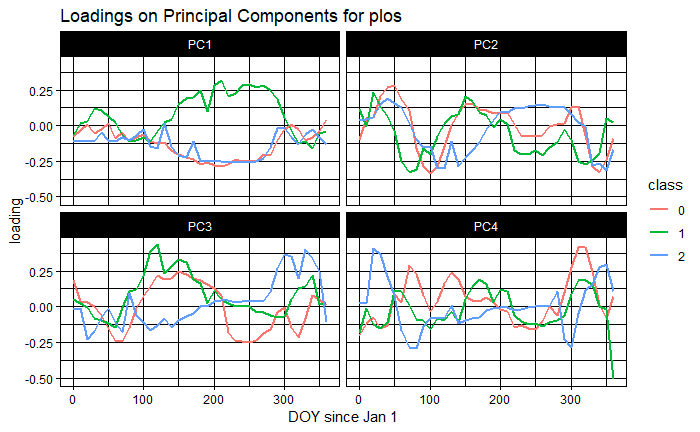 Loadings on Principal Components for plos
PC1
PC2
0.25
0.00
-0.25
-0.50
PC3
PC4
0.25
0.00
-0.25
-0.50
0
100
200
300
0
100
200
300
DOY since Jan 1
loading
class
0
1
2